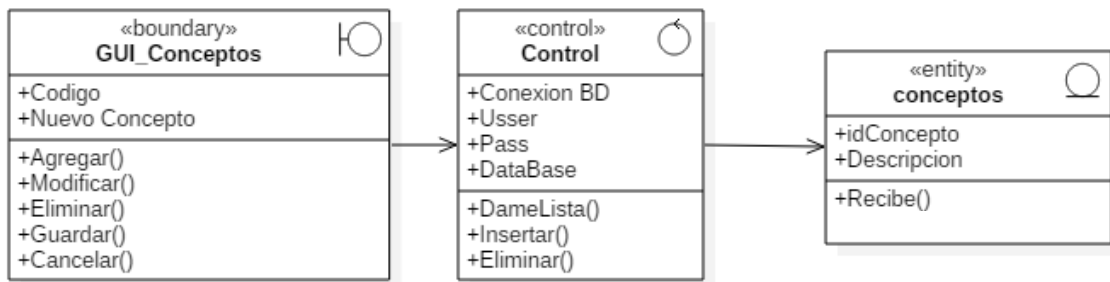 «boundary»
GUI_Conceptos
+Codigo
+Nuevo Concepto
+Agregar()
+Modificar()
+Eliminar()
+Guardar()
+Cancelar()
«control»
Control
+Conexion BD
+Usser
+Pass
+DataBase
+DameLista()
+Insertar()
+Eliminar()
«entity»
conceptos
+idConcepto
+Descripcion
+Recibe()